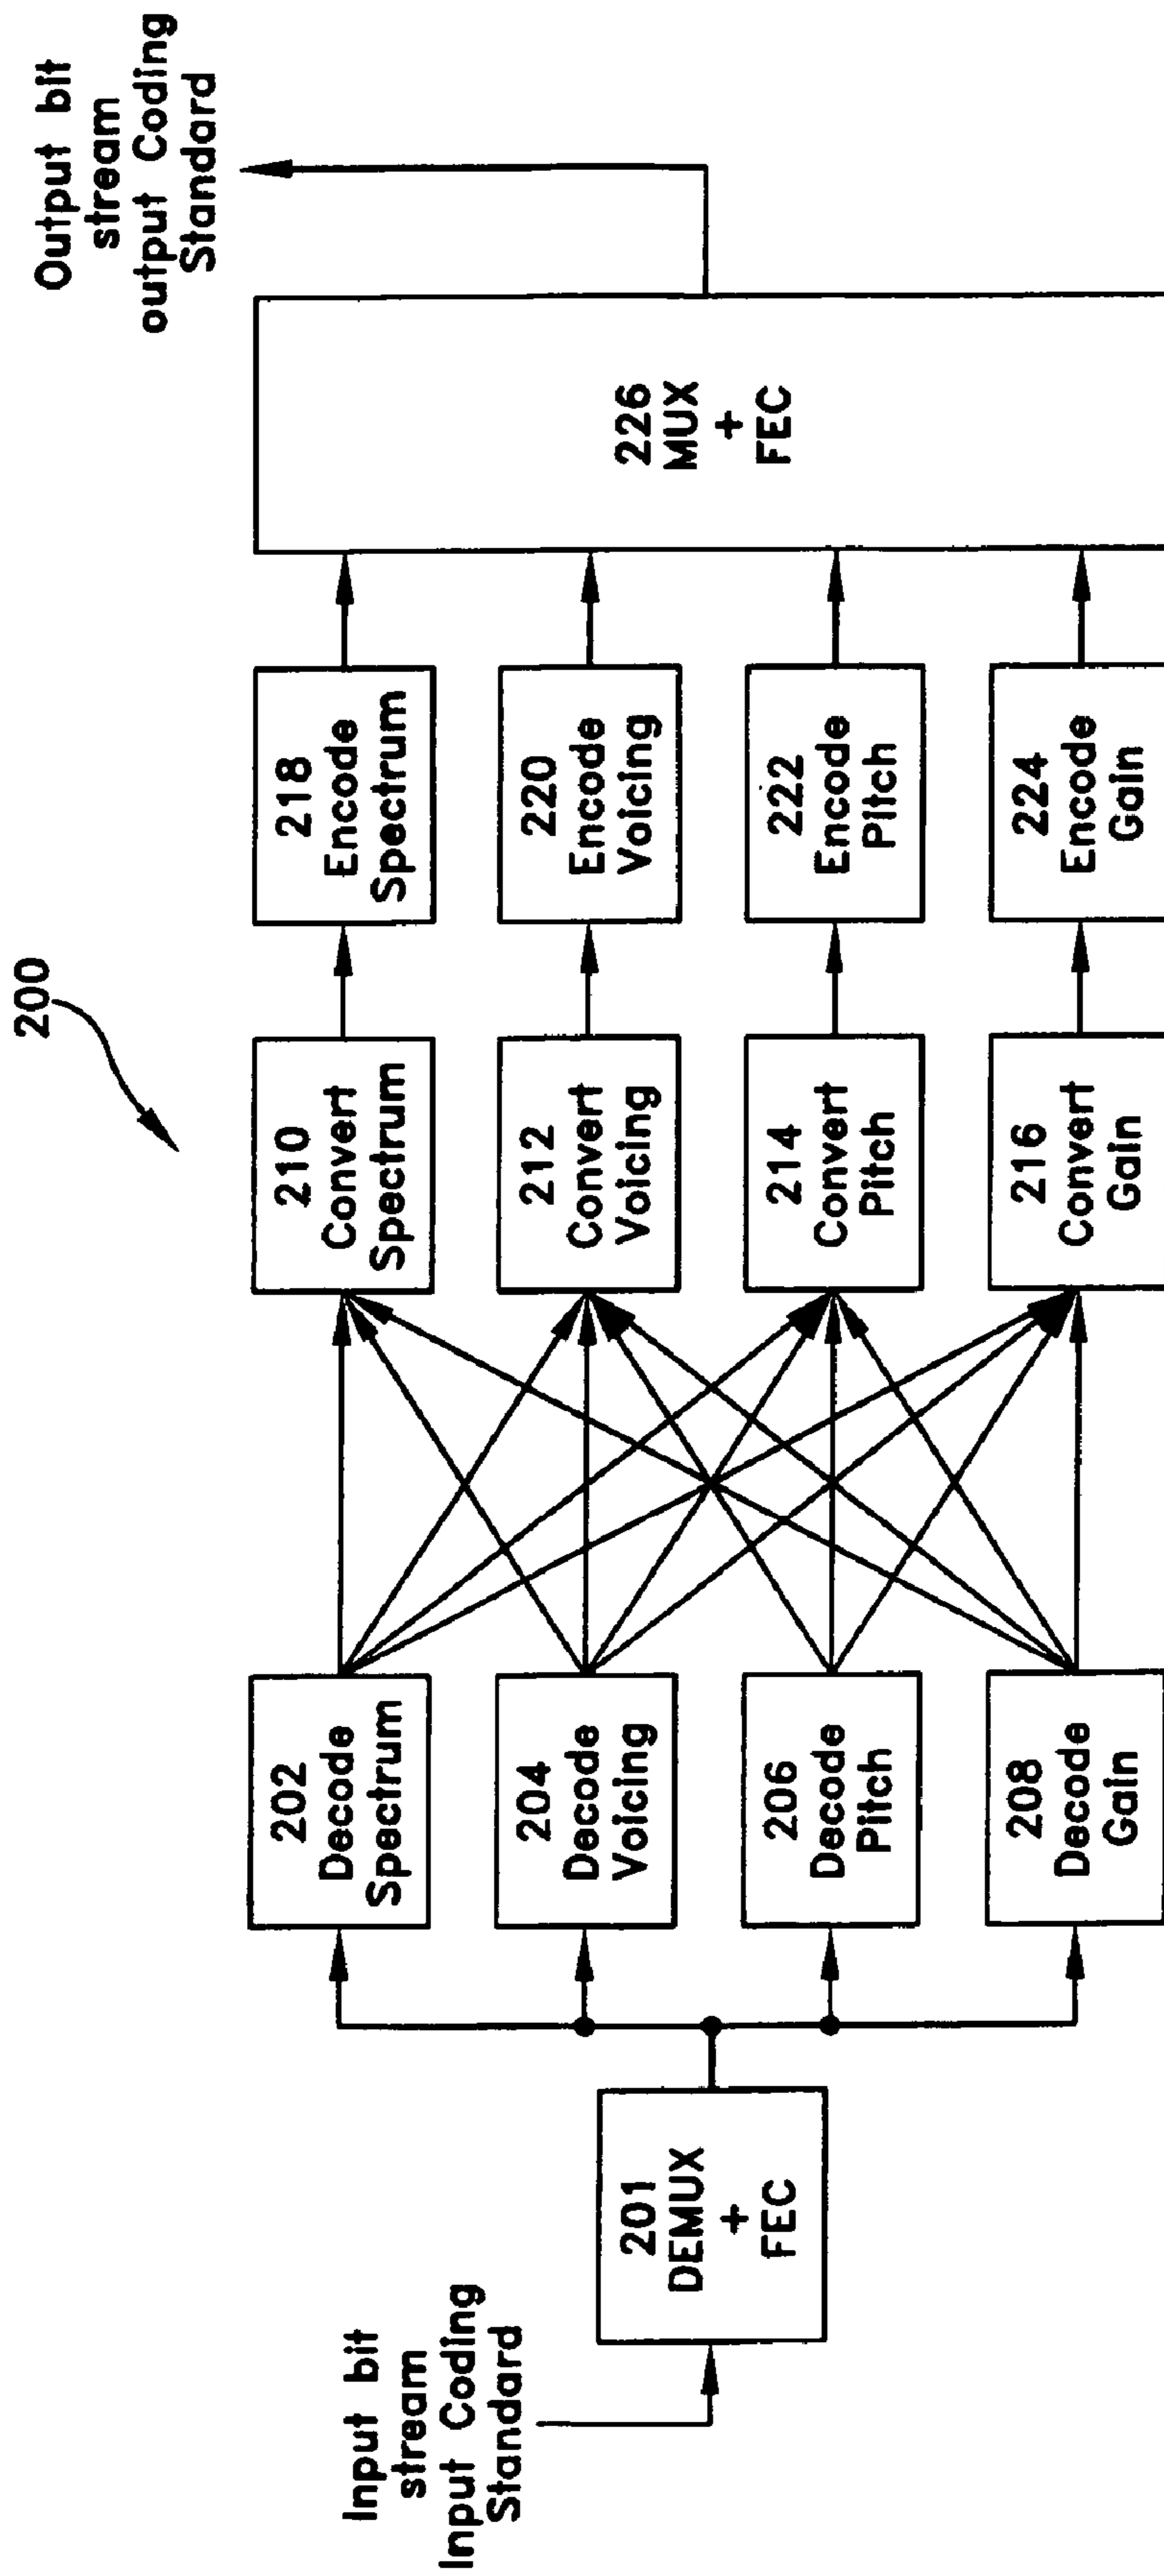 200
Input bit
stream
Input Coding
Standard
201
DEMUX
+
FEC
202
Decode
Spectrum
204
Decode
Voicing
206
Decode
Pitch
208
Decode
Gain
210
Convert
Spectrum
212
Convert
Voicing
214
Convert
Pitch
216
Convert
Gain
218
Encode
Spectrum
220
Encode
Voicing
222
Encode
Pitch
224
Encode
Gain
226
MUX
+
FEC
Output bit
stream
output Coding
Standard